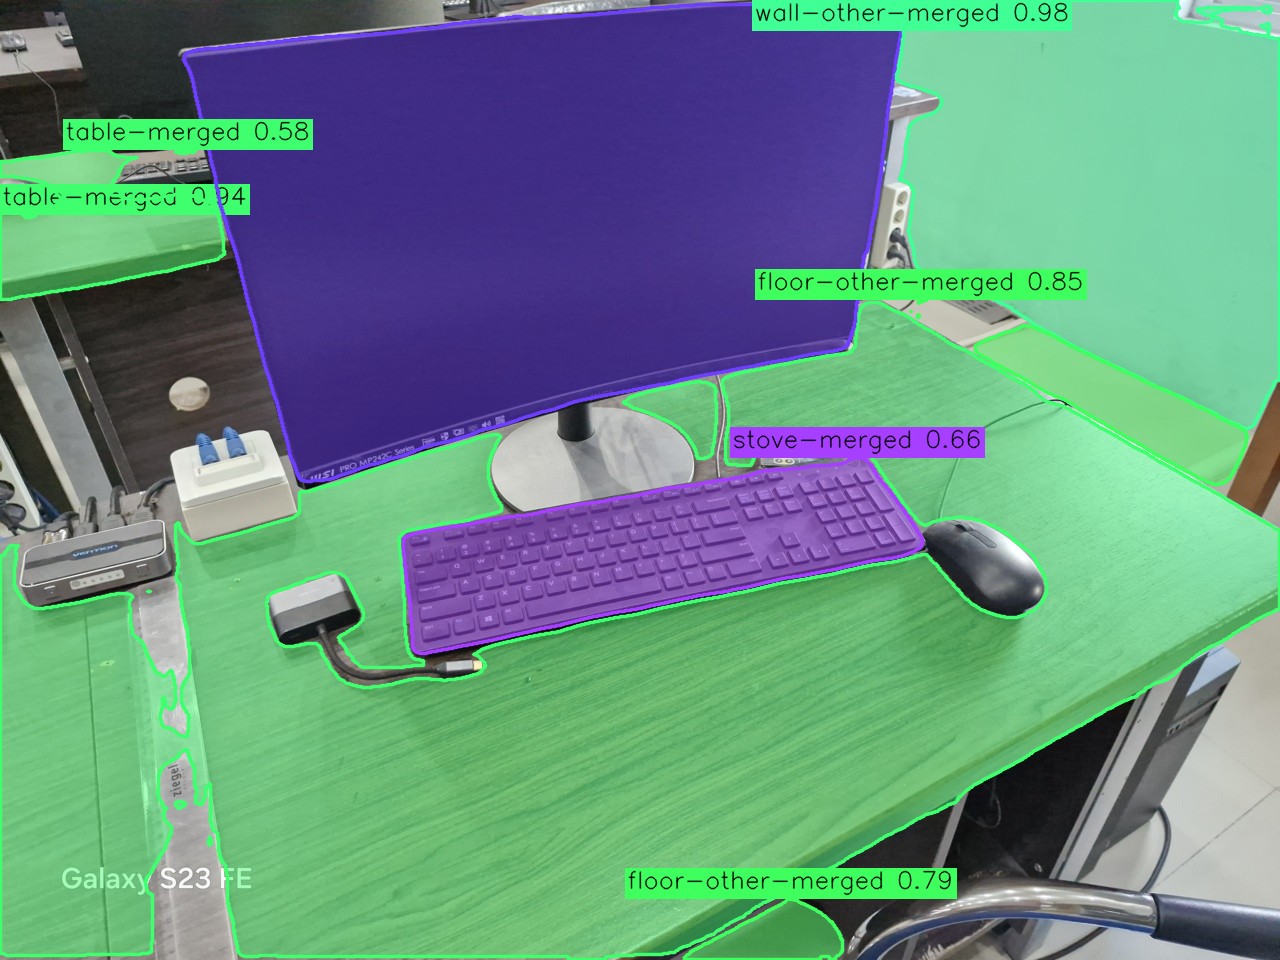 wall-other-merged 0.98
table-merged 0.58
table-merged 0.94
floor-other-merged 0.85
stove-merged 0.66
MSI PRO MP242C Series
VENTION
ziegel
Galaxy S23 FE
floor-other-merged 0.79